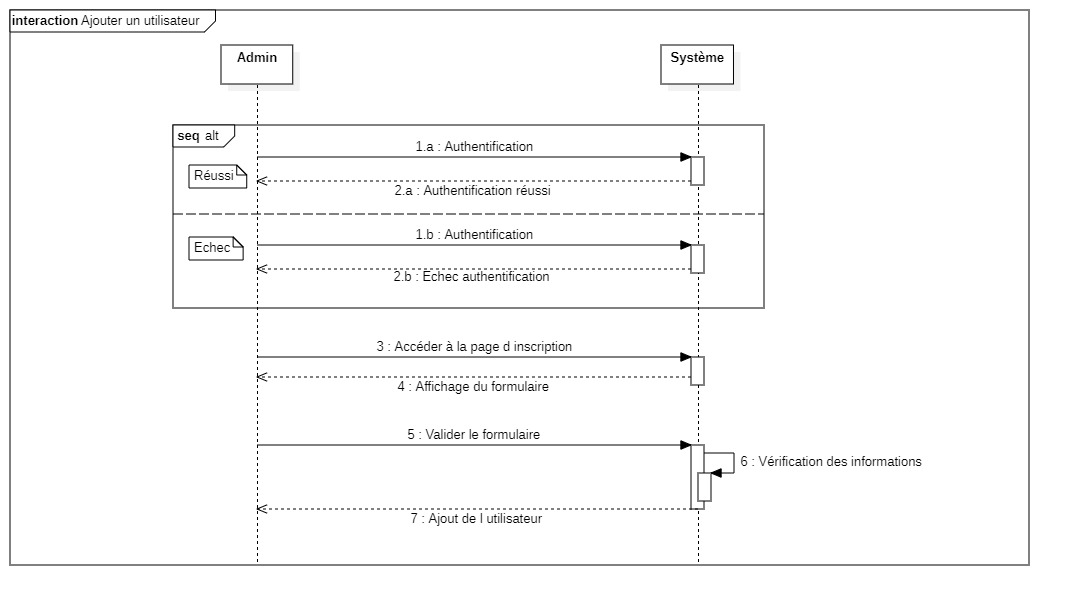 interaction Ajouter un utilisateur
Admin
Système
seq alt
1.a : Authentification
Réussi
2.a : Authentification réussi
1.b : Authentification
Echec
2.b : Echec authentification
3 : Accéder à la page d inscription
4 : Affichage du formulaire
5 : Valider le formulaire
6 : Vérification des informations
7 : Ajout de l utilisateur